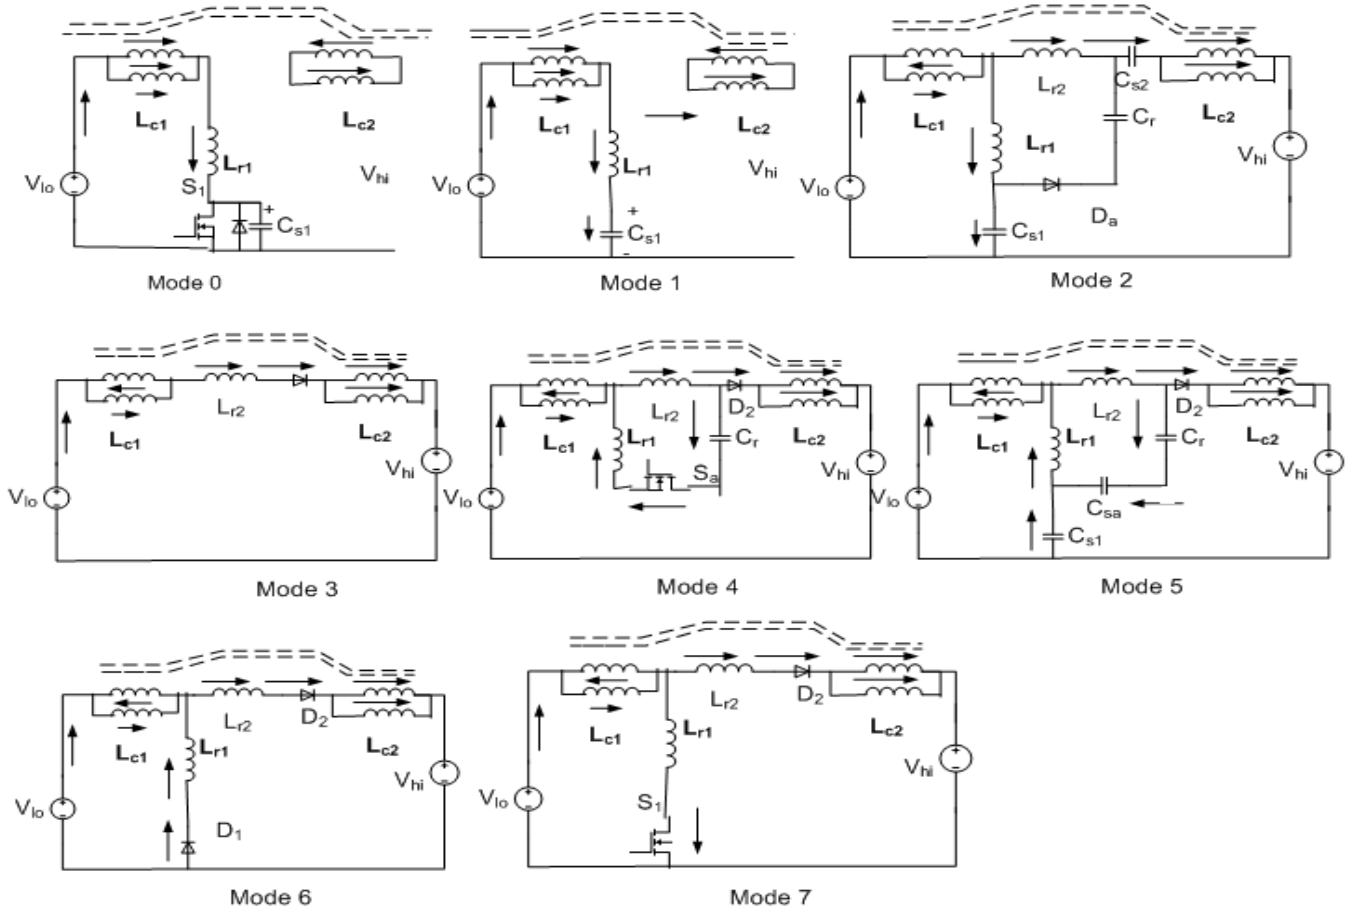 Lc1
Lc2
Lr1
Vlo
S1
Vhi
+
Cs1
Mode 0
Lc1
Lc2
Lr1
Vlo
Vhi
+
Cs1
-
Mode 1
Lr2
Cs2
Cr
Lc1
Lc2
Lr1
Vhi
Vlo
Da
Cs1
Mode 2
Lr2
Lc1
Lc2
Vhi
Vlo
Mode 3
Lr2
D2
Lc1
Lr1
Cr
Lc2
Sa
Vhi
Vlo
Mode 4
Lr2
D2
Lc1
Lr1
Cr
Lc2
Vhi
Vlo
Csa
Cs1
Mode 5
Lr2
D2
Lc1
Lr1
Lc2
Vhi
Vlo
D1
Mode 6
Lr2
D2
Lc1
Lr1
Lc2
Vhi
Vlo
S1
Mode 7